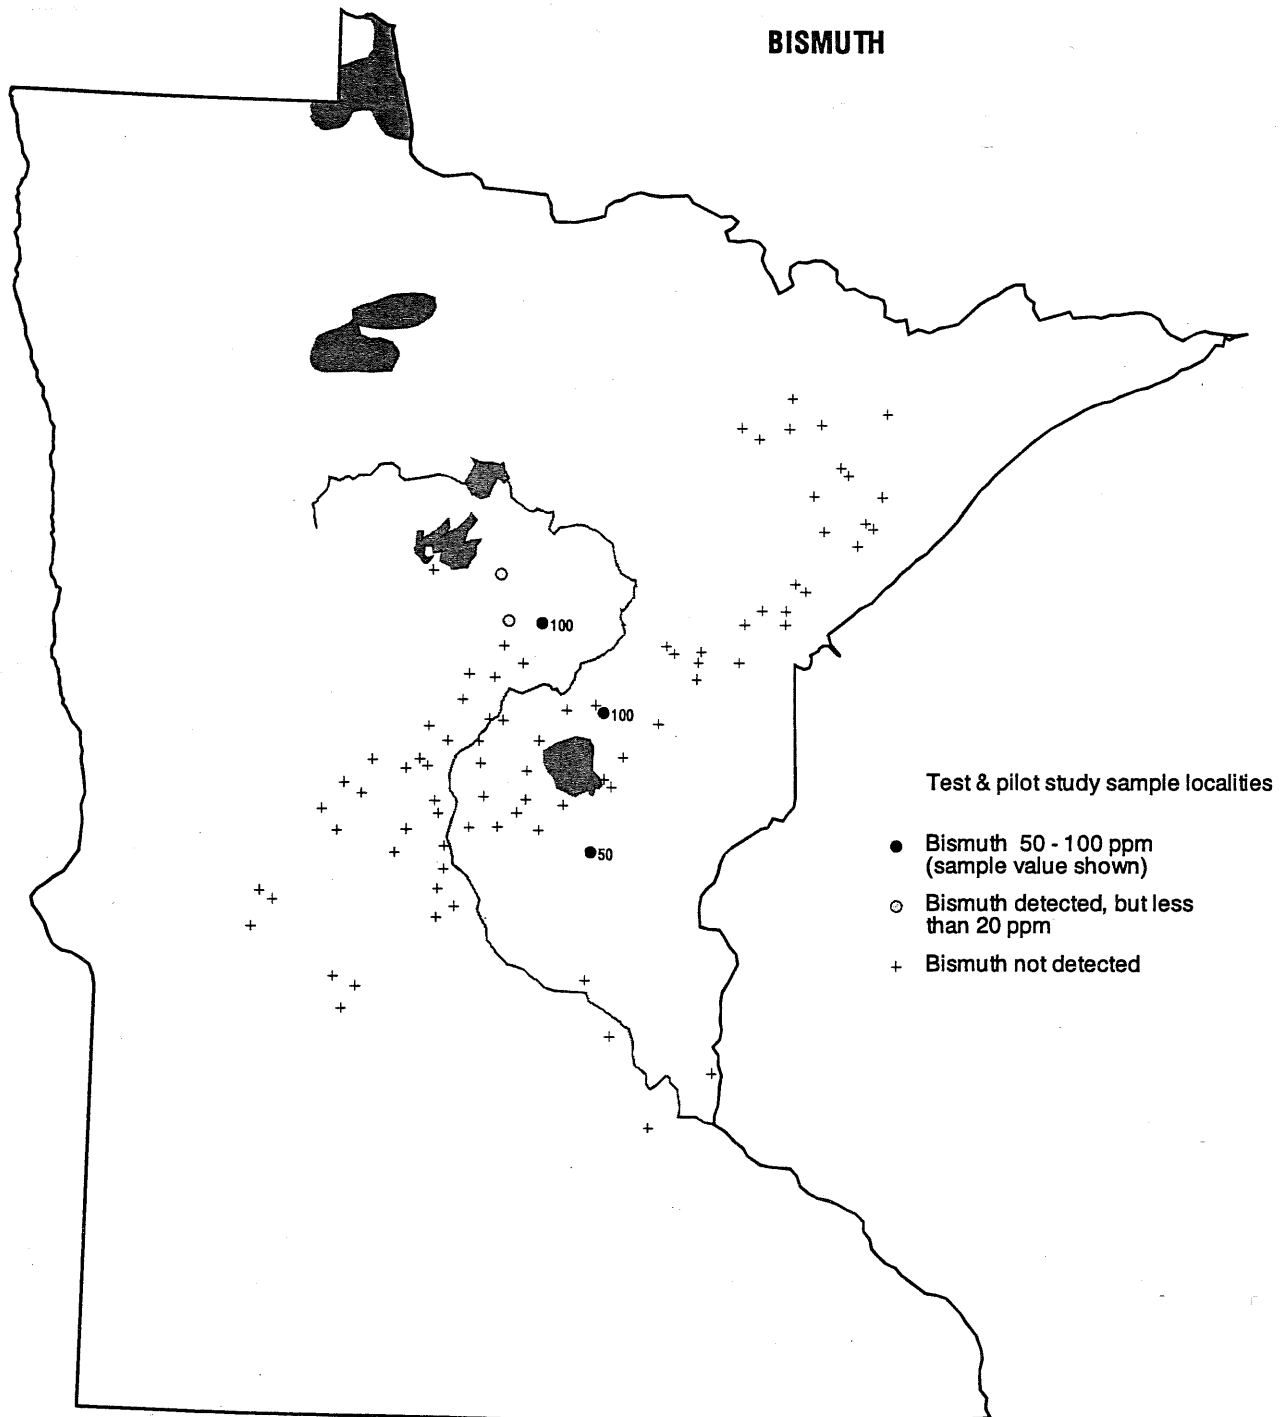 BISMUTH
100
100
50
Test & pilot study sample localities
Bismuth 50 - 100 ppm
(sample value shown)
Bismuth detected, but less
than 20 ppm
Bismuth not detected